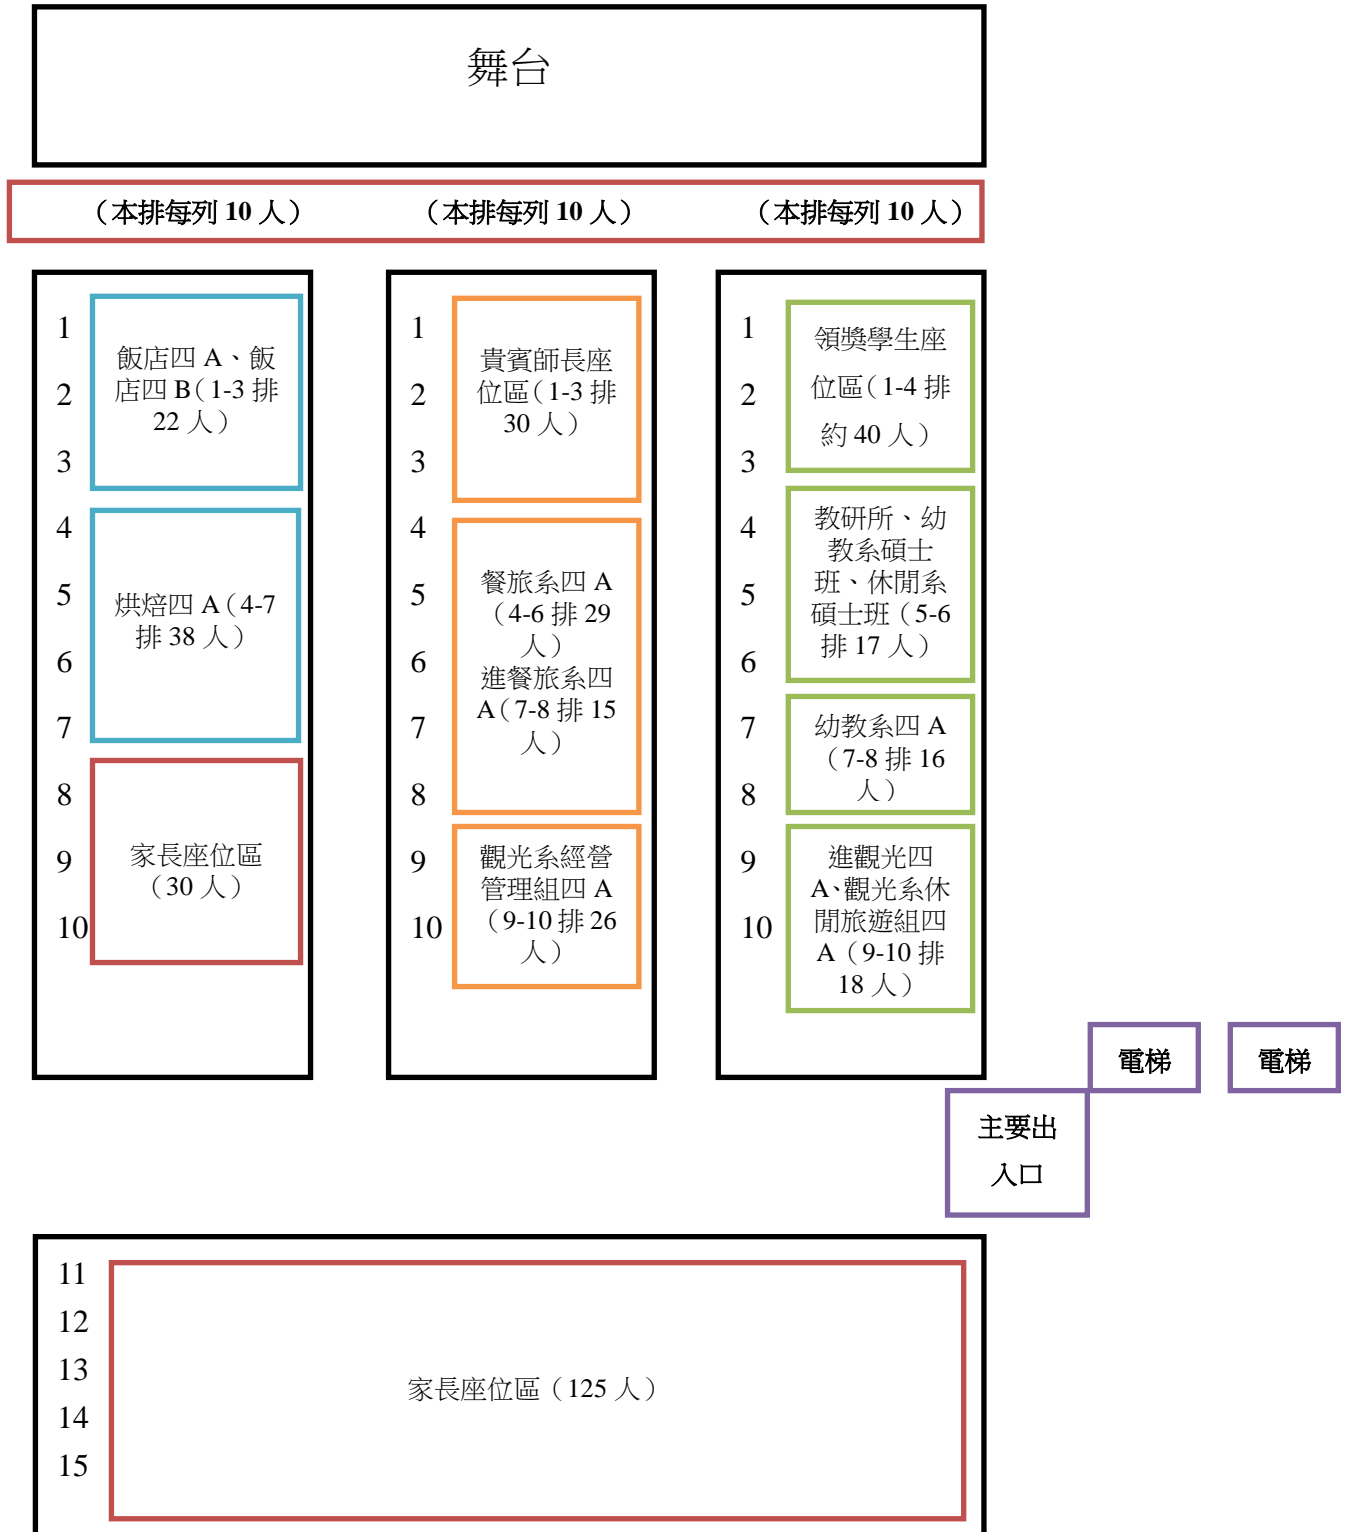 舞台
（本排每列 10 人）
（本排每列 10 人）
（本排每列 10 人）
1
2
3
4
5
6
7
8
9
10
飯店四 A、飯
店四 B（1-3 排
22 人）
烘焙四 A（4-7
排 38 人）
家長座位區
（30 人）
1
2
3
4
5
6
7
8
9
10
貴賓師長座
位區（1-3 排
30 人）
餐旅系四 A
（4-6 排 29
人）
進餐旅系四
A（7-8 排 15
人）
觀光系經營
管理組四 A
（9-10 排 26
人）
1
2
3
4
5
6
7
8
9
10
領獎學生座
位區（1-4 排
約 40 人）
教研所、幼
教系碩士
班、休閒系
碩士班（5-6
排 17 人）
幼教系四 A
（7-8 排 16
人）
進觀光四
A、觀光系休
閒旅遊組四
A（9-10 排
18 人）
電梯
電梯
主要出
入口
11
12
13
14
15
家長座位區（125 人）